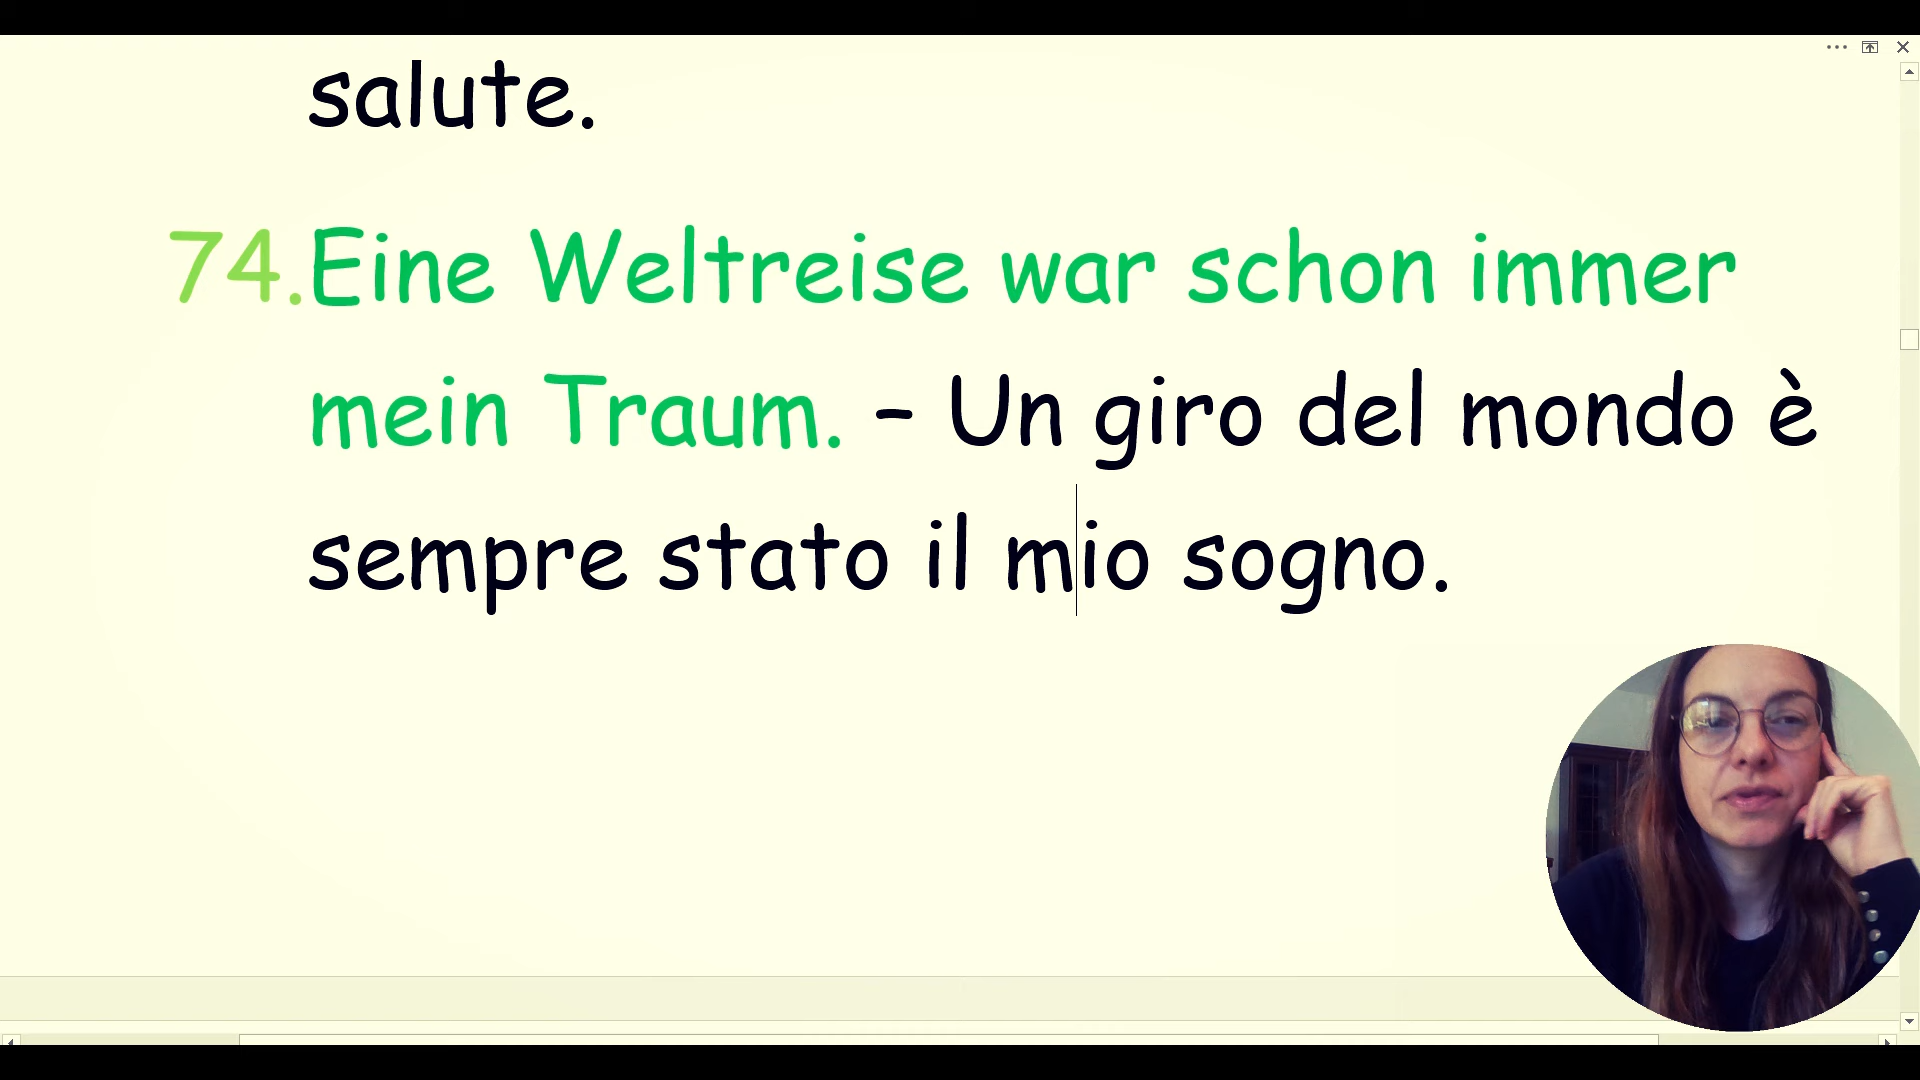 salute.
74.Eine Weltreise war schon immer
mein Traum. – Un giro del mondo è
sempre stato il mio sogno.